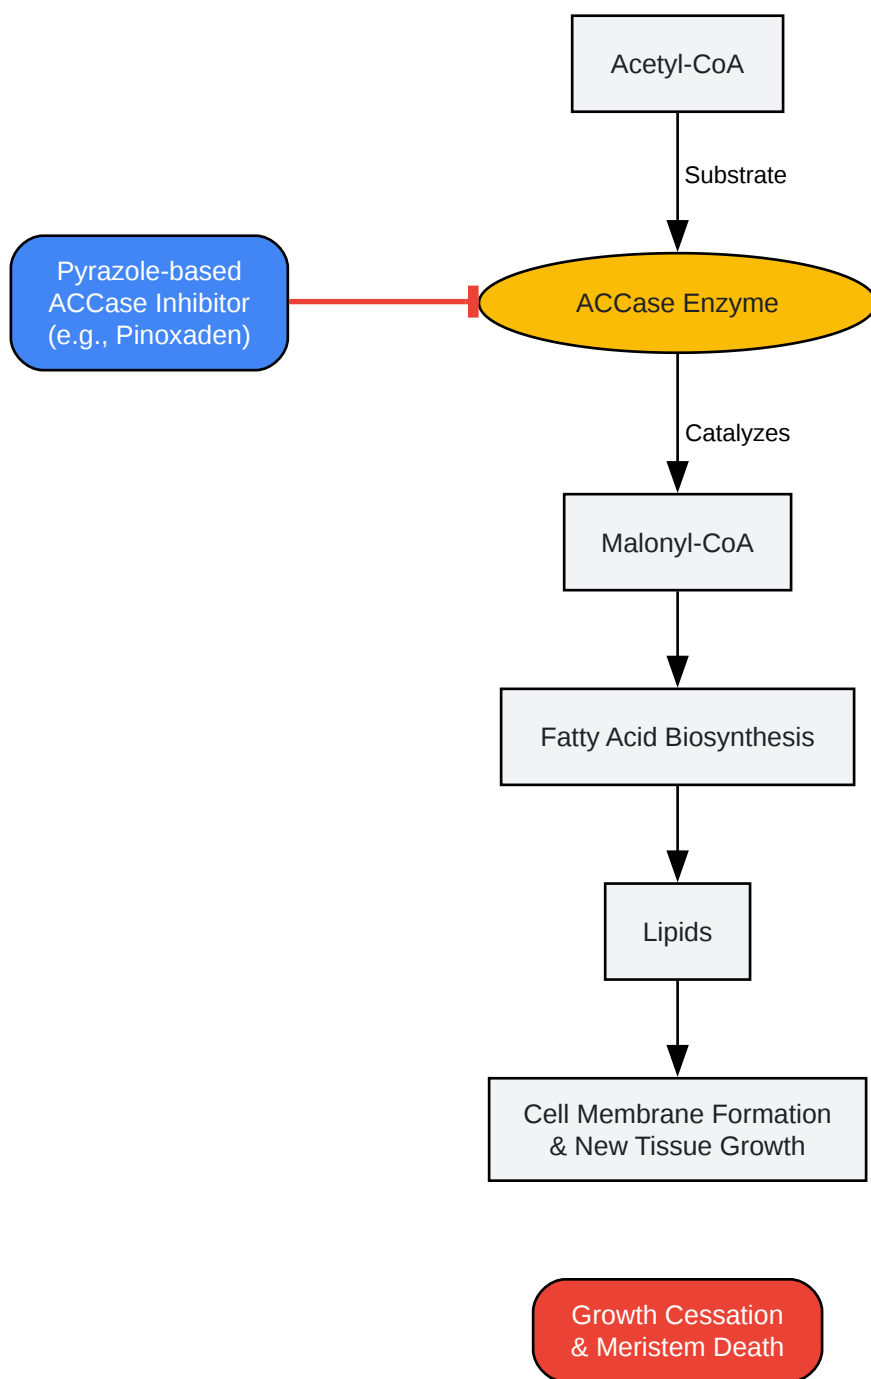 Acetyl-CoA
Substrate
Pyrazole-based
ACCase Inhibitor
(e.g., Pinoxaden)
ACCase Enzyme
Catalyzes
Malonyl-CoA
Fatty Acid Biosynthesis
Lipids
Cell Membrane Formation
& New Tissue Growth
Growth Cessation
& Meristem Death